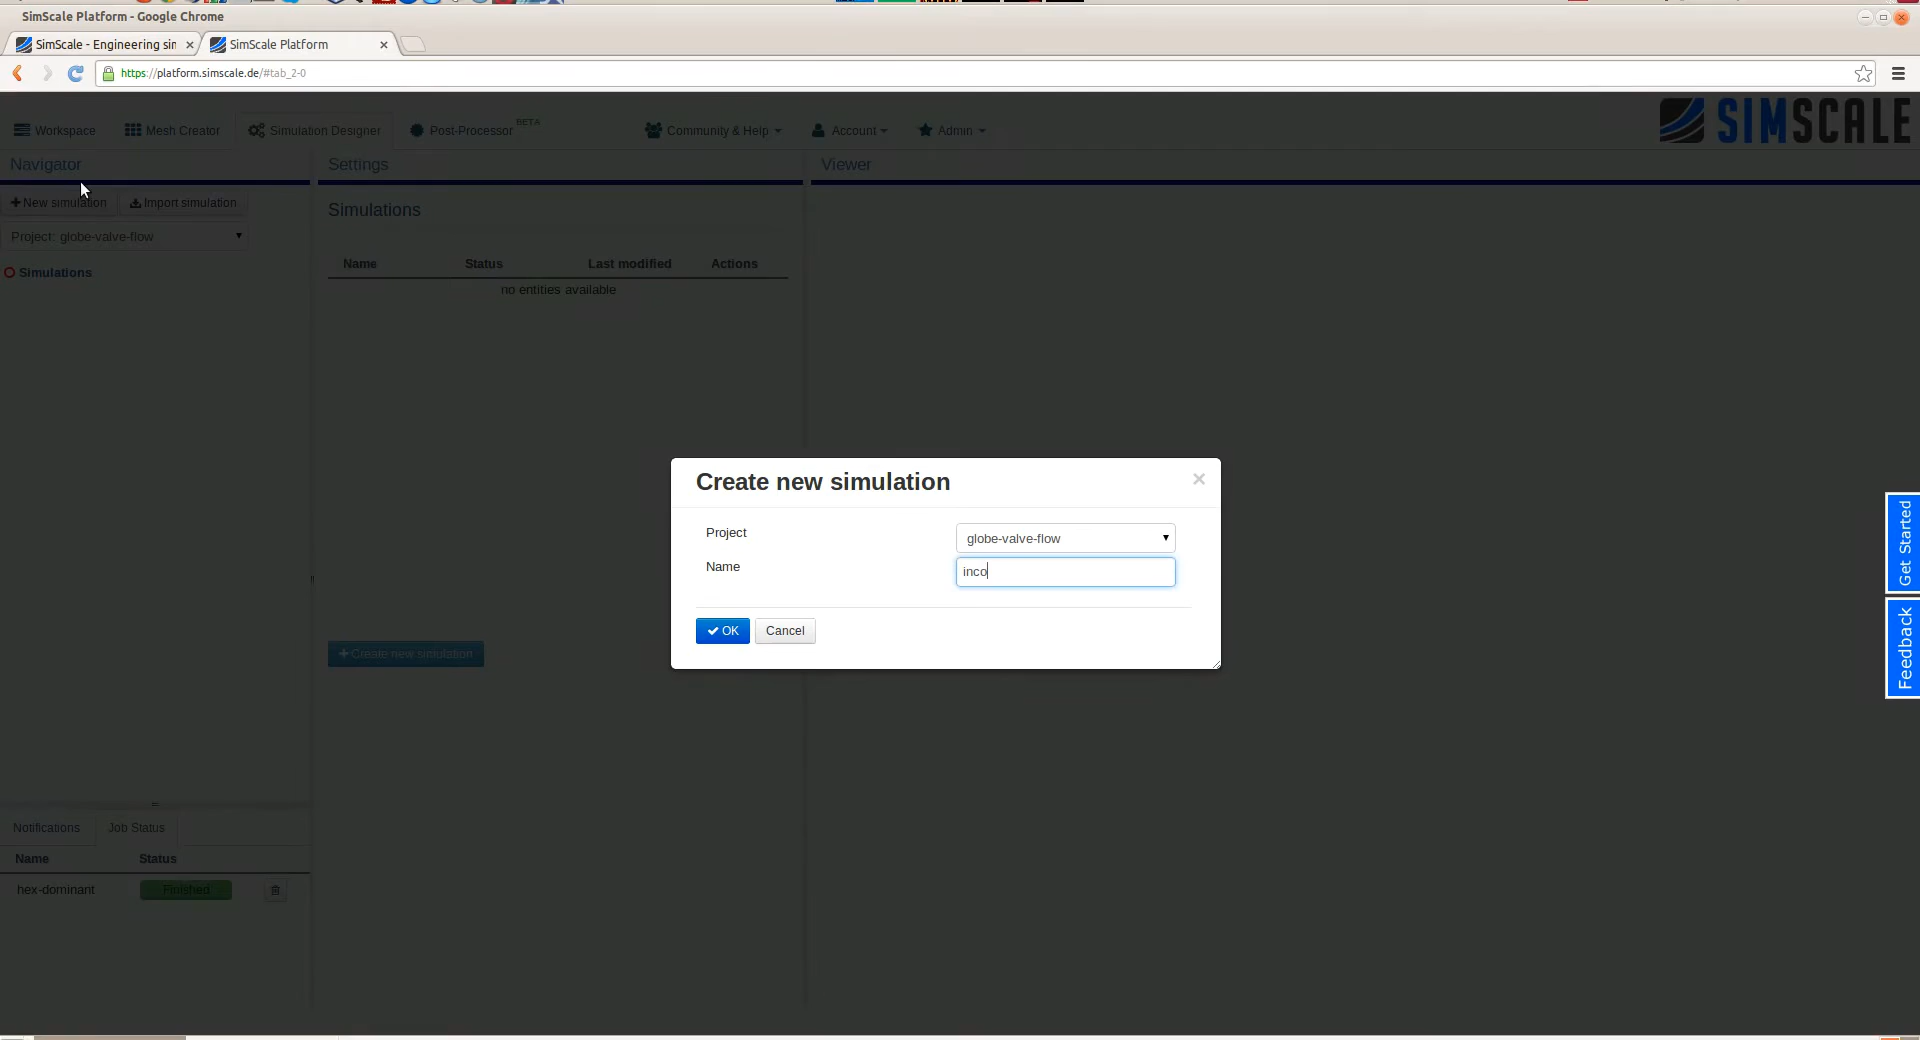 SimScale Platform - Google Chrome
SimScale - Engineering sin
SimScale Platform
https://platform.simscale.de/#tab_2-0
Workspace
Mesh Creator
Simulation Designer
Post-Processor BETA
Community & Help
Account
Admin
SIMSCALE
Navigator
Settings
Viewer
New simulation
Import simulation
Project: globe-valve-flow
Simulations
Simulations
Name Status Last modified Actions
no entities available
Create new simulation
Create new simulation
Project
globe-valve-flow
Name
inco
OK
Cancel
Get Started
Feedback
Notifications
Job Status
Name Status
hex-dominant Finished